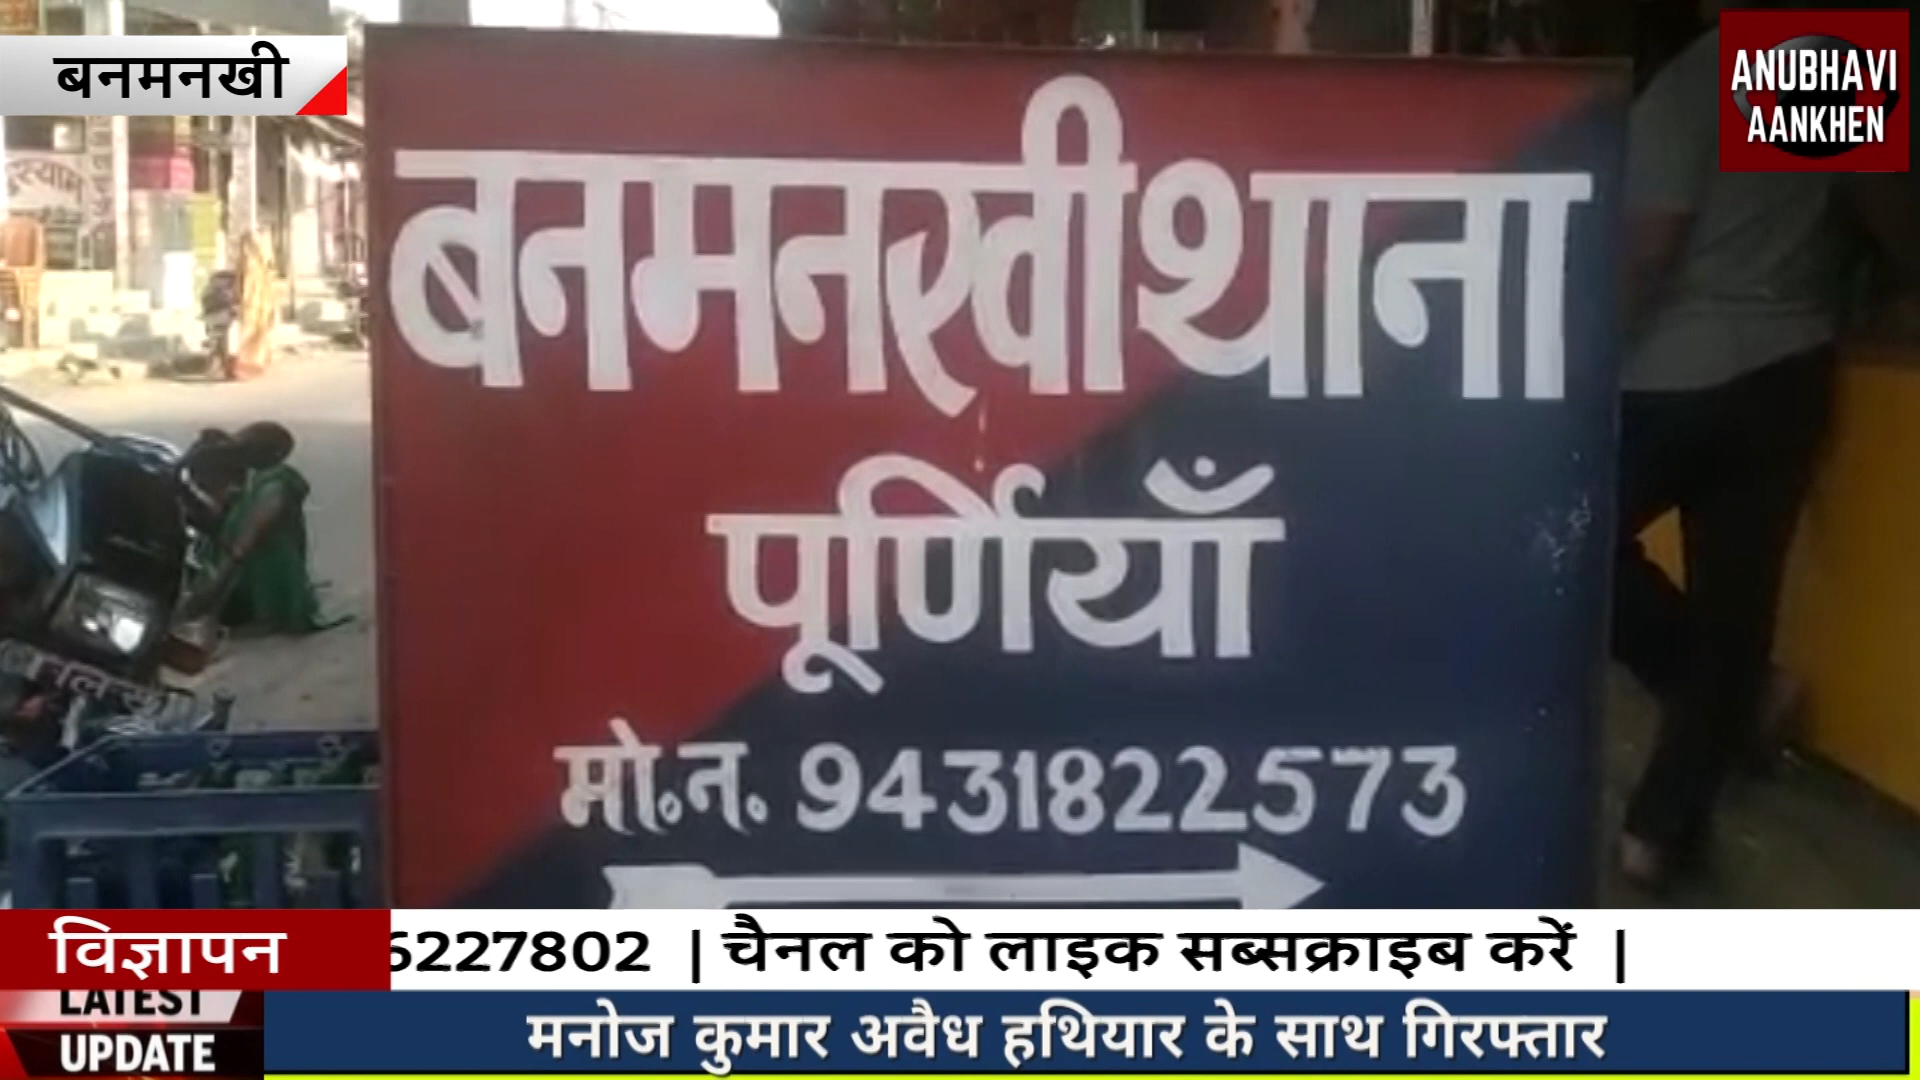 बनमनखी
ANUBHAVI
AANKHEN
बनमनखी थाना
पूर्णियाँ
मो.न. 9431822573
विज्ञापन
6227802 | चैनल को लाइक सब्सक्राइब करें |
LATEST
UPDATE
मनोज कुमार अवैध हथियार के साथ गिरफ्तार